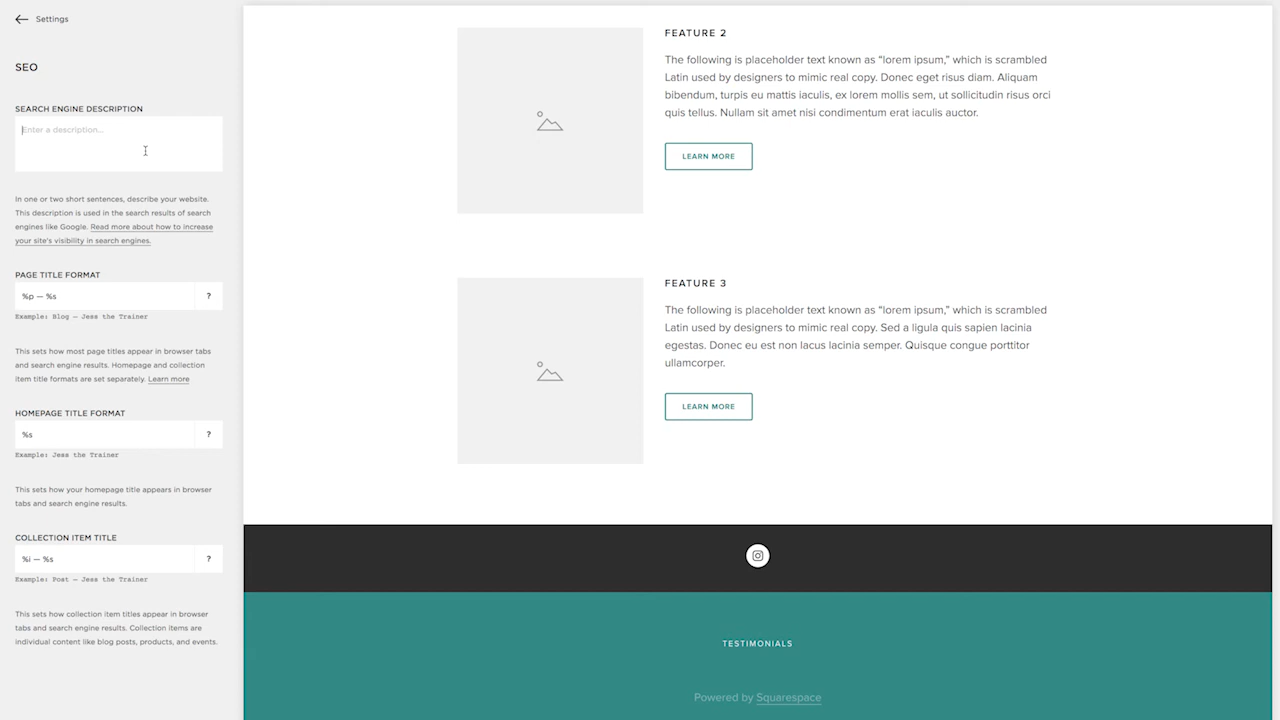 Settings
SEO
SEARCH ENGINE DESCRIPTION
Enter a description...
In one or two short sentences, describe your website.
This description is used in the search results of search
engines like Google. Read more about how to increase
your site's visibility in search engines.
PAGE TITLE FORMAT
%p — %s
?
Example: Blog — Jess the Trainer
This sets how most page titles appear in browser tabs
and search engine results. Homepage and collection
item title formats are set separately. Learn more
HOMEPAGE TITLE FORMAT
%s
?
Example: Jess the Trainer
This sets how your homepage title appears in browser
tabs and search engine results.
COLLECTION ITEM TITLE
%i — %s
?
Example: Post — Jess the Trainer
This sets how collection item titles appear in browser
tabs and search engine results. Collection items are
individual content like blog posts, products, and events.
FEATURE 2
The following is placeholder text known as “lorem ipsum,” which is scrambled
Latin used by designers to mimic real copy. Donec eget risus diam. Aliquam
bibendum, turpis eu mattis iaculis, ex lorem mollis sem, ut sollicitudin risus orci
quis tellus. Nullam sit amet nisi condimentum erat iaculis auctor.
LEARN MORE
FEATURE 3
The following is placeholder text known as “lorem ipsum,” which is scrambled
Latin used by designers to mimic real copy. Sed a ligula quis sapien lacinia
egestas. Donec eu est non lacus lacinia semper. Quisque congue porttitor
ullamcorper.
LEARN MORE
TESTIMONIALS
Powered by Squarespace